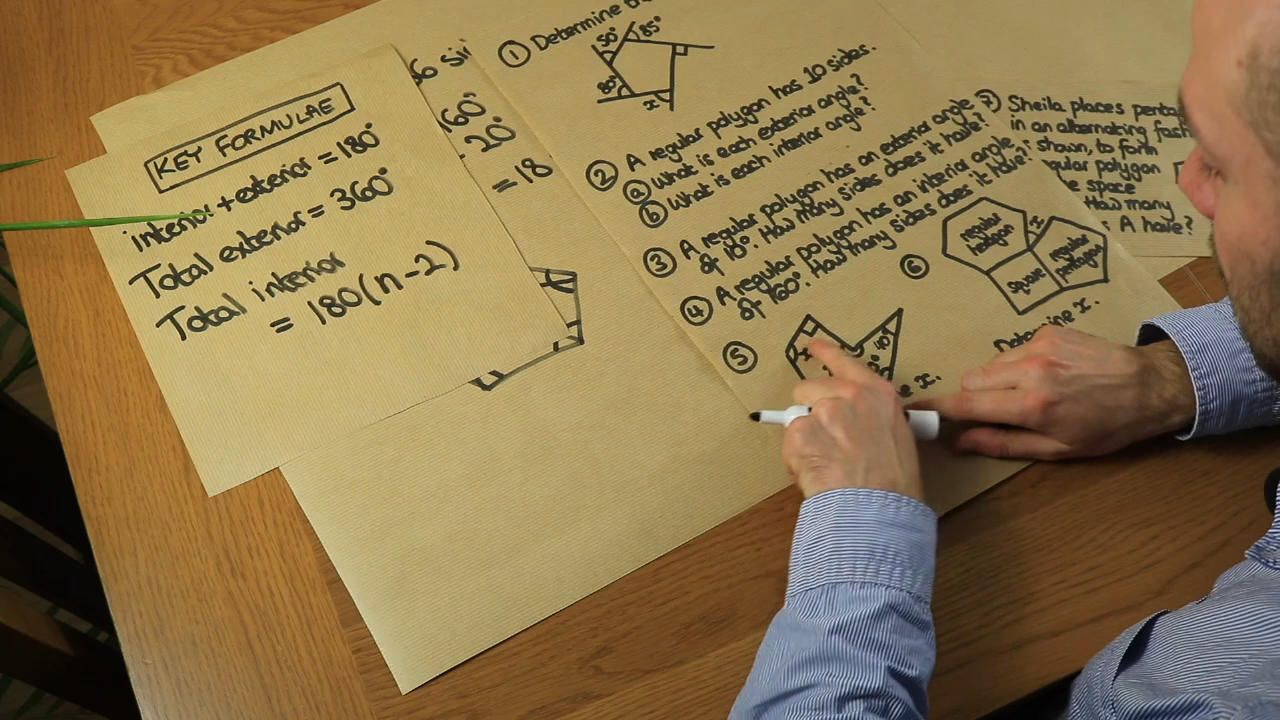 KEY FORMULAE
interior + exterior = 180°
Total exterior = 360°
Total interior
= 180(n-2)
160°
20°
= 18
① Determine
50°
85°
80°
x
② A regular polygon has 10 sides.
ⓐ What is each exterior angle?
ⓑ What is each interior angle?
③ A regular polygon has an exterior angle
of 18°. How many sides does it have?
④ A regular polygon has an interior angle
of 160°. How many sides does it have?
⑤
x
40°
x.
⑥
regular
hexagon
x
square
regular
pentagon
Determine x.
⑦ Sheila places
in an alternating
shown, to form
polygon
space
How many
A have?